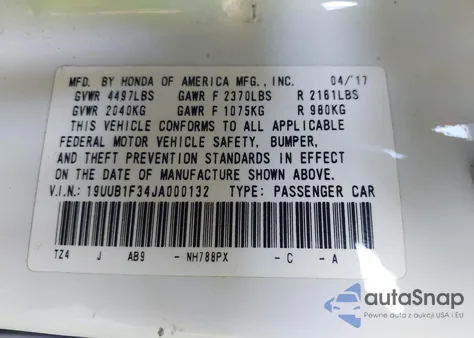 MFD. BY HONDA OF AMERICA MFG., INC. 04/'17
GVWR 4497LBS GAWR F 2370LBS R 2161LBS
GVWR 2040KG GAWR F 1075KG R 980KG
THIS VEHICLE CONFORMS TO ALL APPLICABLE
FEDERAL MOTOR VEHICLE SAFETY, BUMPER,
AND THEFT PREVENTION STANDARDS IN EFFECT
ON THE DATE OF MANUFACTURE SHOWN ABOVE.
V.I.N.: 19UUB1F34JA000132 TYPE: PASSENGER CAR
TZ4 J AB9 -NH788PX -C -A
autoSnap
Pewne auta z aukcji USA i EU